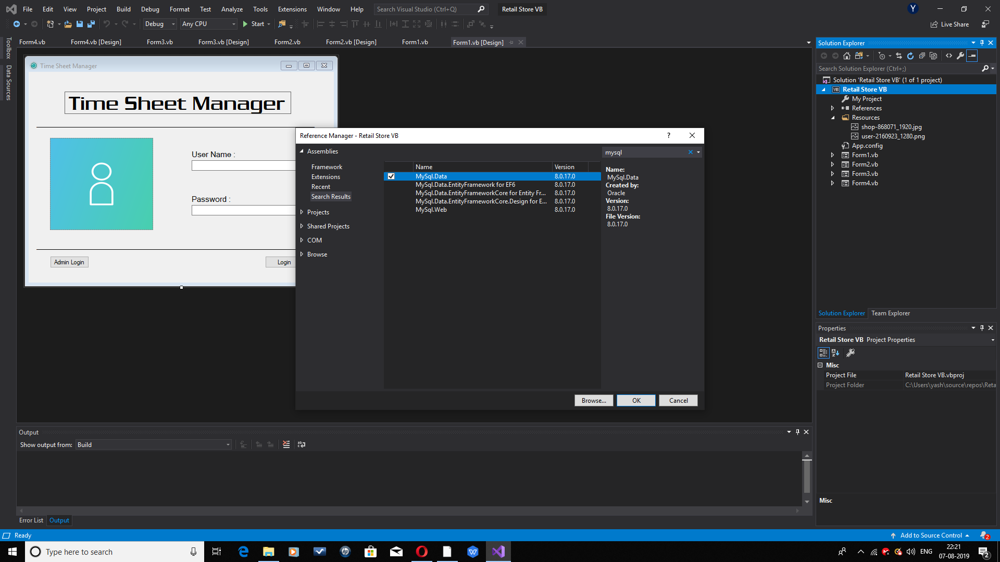 File Edit View Project Build Debug Format Test Analyze Tools Extensions Window Help Search Visual Studio (Ctrl+Q) Retail Store VB Y
Debug Any CPU Start Live Share
Form4.vb Form4.vb [Design] Form3.vb Form3.vb [Design] Form2.vb Form2.vb [Design] Form1.vb Form1.vb [Design]
Toolbox
Data Sources
Time Sheet Manager
Time Sheet Manager
User Name :
Password :
Admin Login
Login
Reference Manager - Retail Store VB ?
Assemblies
Framework
Extensions
Recent
Search Results
Projects
Shared Projects
COM
Browse
mysql
Name Version
MySql.Data 8.0.17.0
MySql.Data.EntityFramework for EF6 8.0.17.0
MySql.Data.EntityFrameworkCore for Entity Fr... 8.0.17.0
MySql.Data.EntityFrameworkCore.Design for E... 8.0.17.0
MySql.Web 8.0.17.0
Name:
MySql.Data
Created by:
Oracle
Version:
8.0.17.0
File Version:
8.0.17.0
Browse... OK Cancel
Solution Explorer
Search Solution Explorer (Ctrl+;)
Solution 'Retail Store VB' (1 of 1 project)
VB Retail Store VB
My Project
References
Resources
shop-868071_1920.jpg
user-2160923_1280.png
App.config
Form1.vb
Form2.vb
Form3.vb
Form4.vb
Solution Explorer Team Explorer
Properties
Retail Store VB Project Properties
Misc
Project File Retail Store VB.vbproj
Project Folder C:\Users\yash\source\repos\Reta
Misc
Output
Show output from: Build
Error List Output
Ready Add to Source Control 2
Type here to search
ENG
22:21
07-08-2019
2